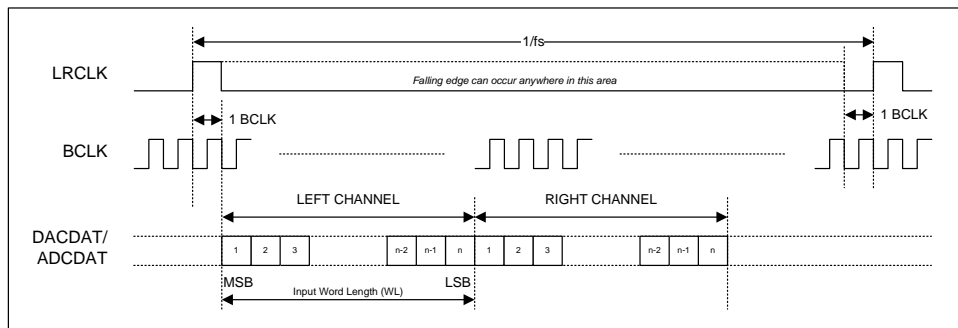 1/fs
LRCLK
Falling edge can occur anywhere in this area
1 BCLK
1 BCLK
BCLK
LEFT CHANNEL
RIGHT CHANNEL
DACDAT/
ADCDAT
1 2 3 n-2 n-1 n 1 2 3 n-2 n-1 n
MSB
LSB
Input Word Length (WL)